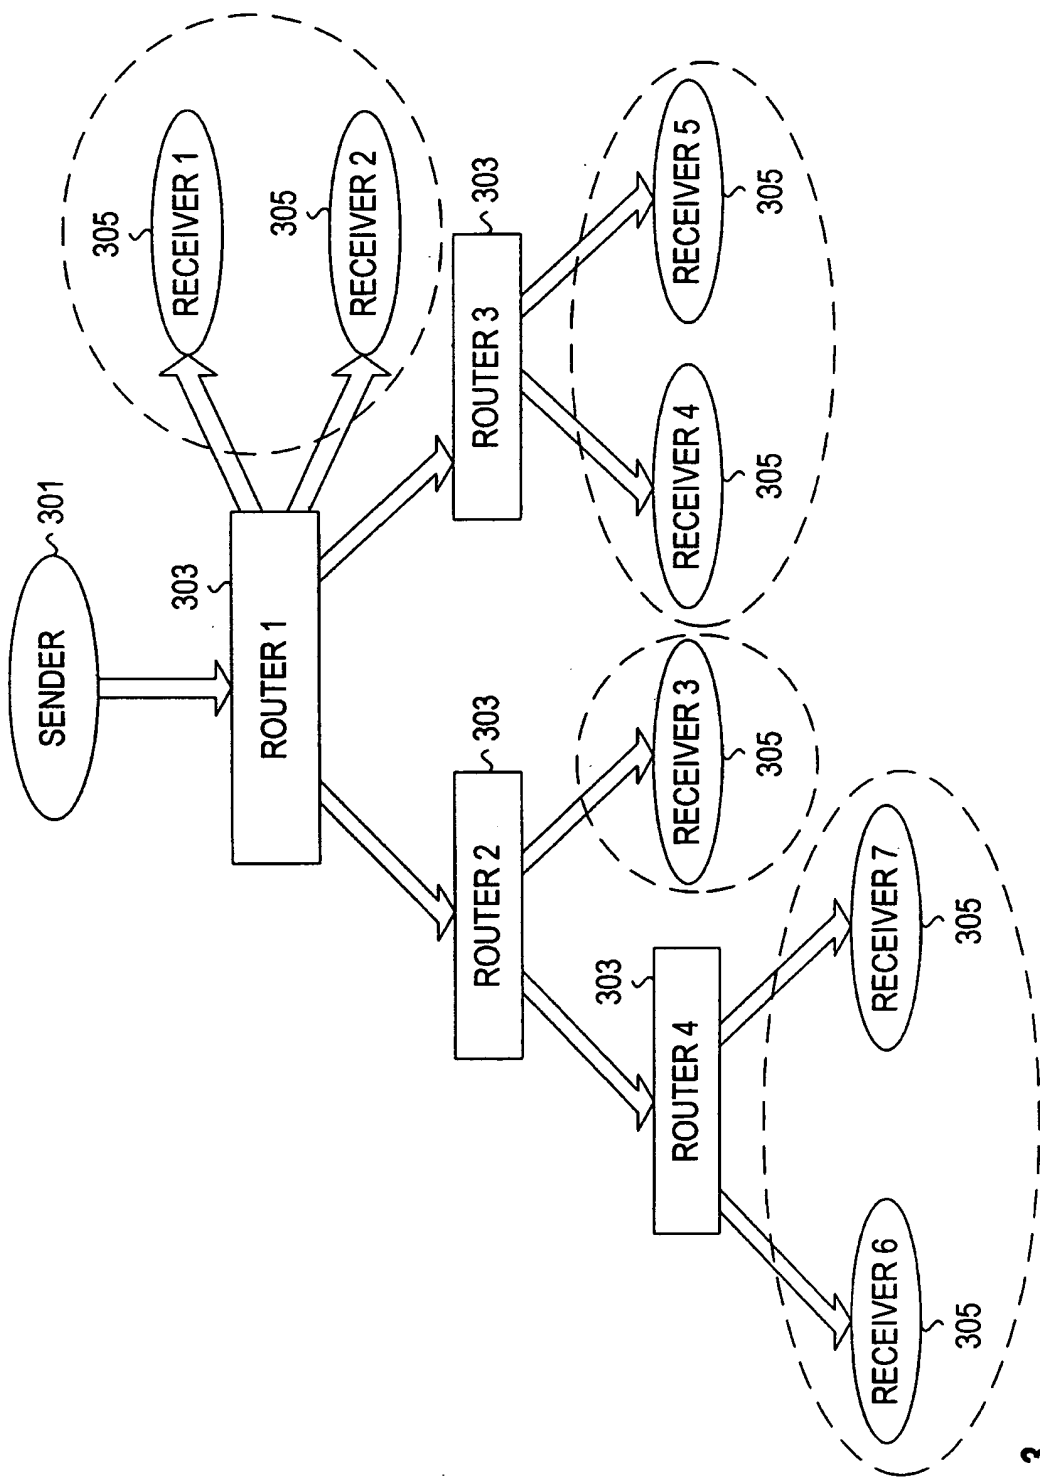 SENDER
301
303
ROUTER 1
305
RECEIVER 1
305
RECEIVER 2
303
ROUTER 2
303
ROUTER 3
303
ROUTER 4
RECEIVER 3
305
RECEIVER 4
305
RECEIVER 5
305
RECEIVER 6
305
RECEIVER 7
305
3